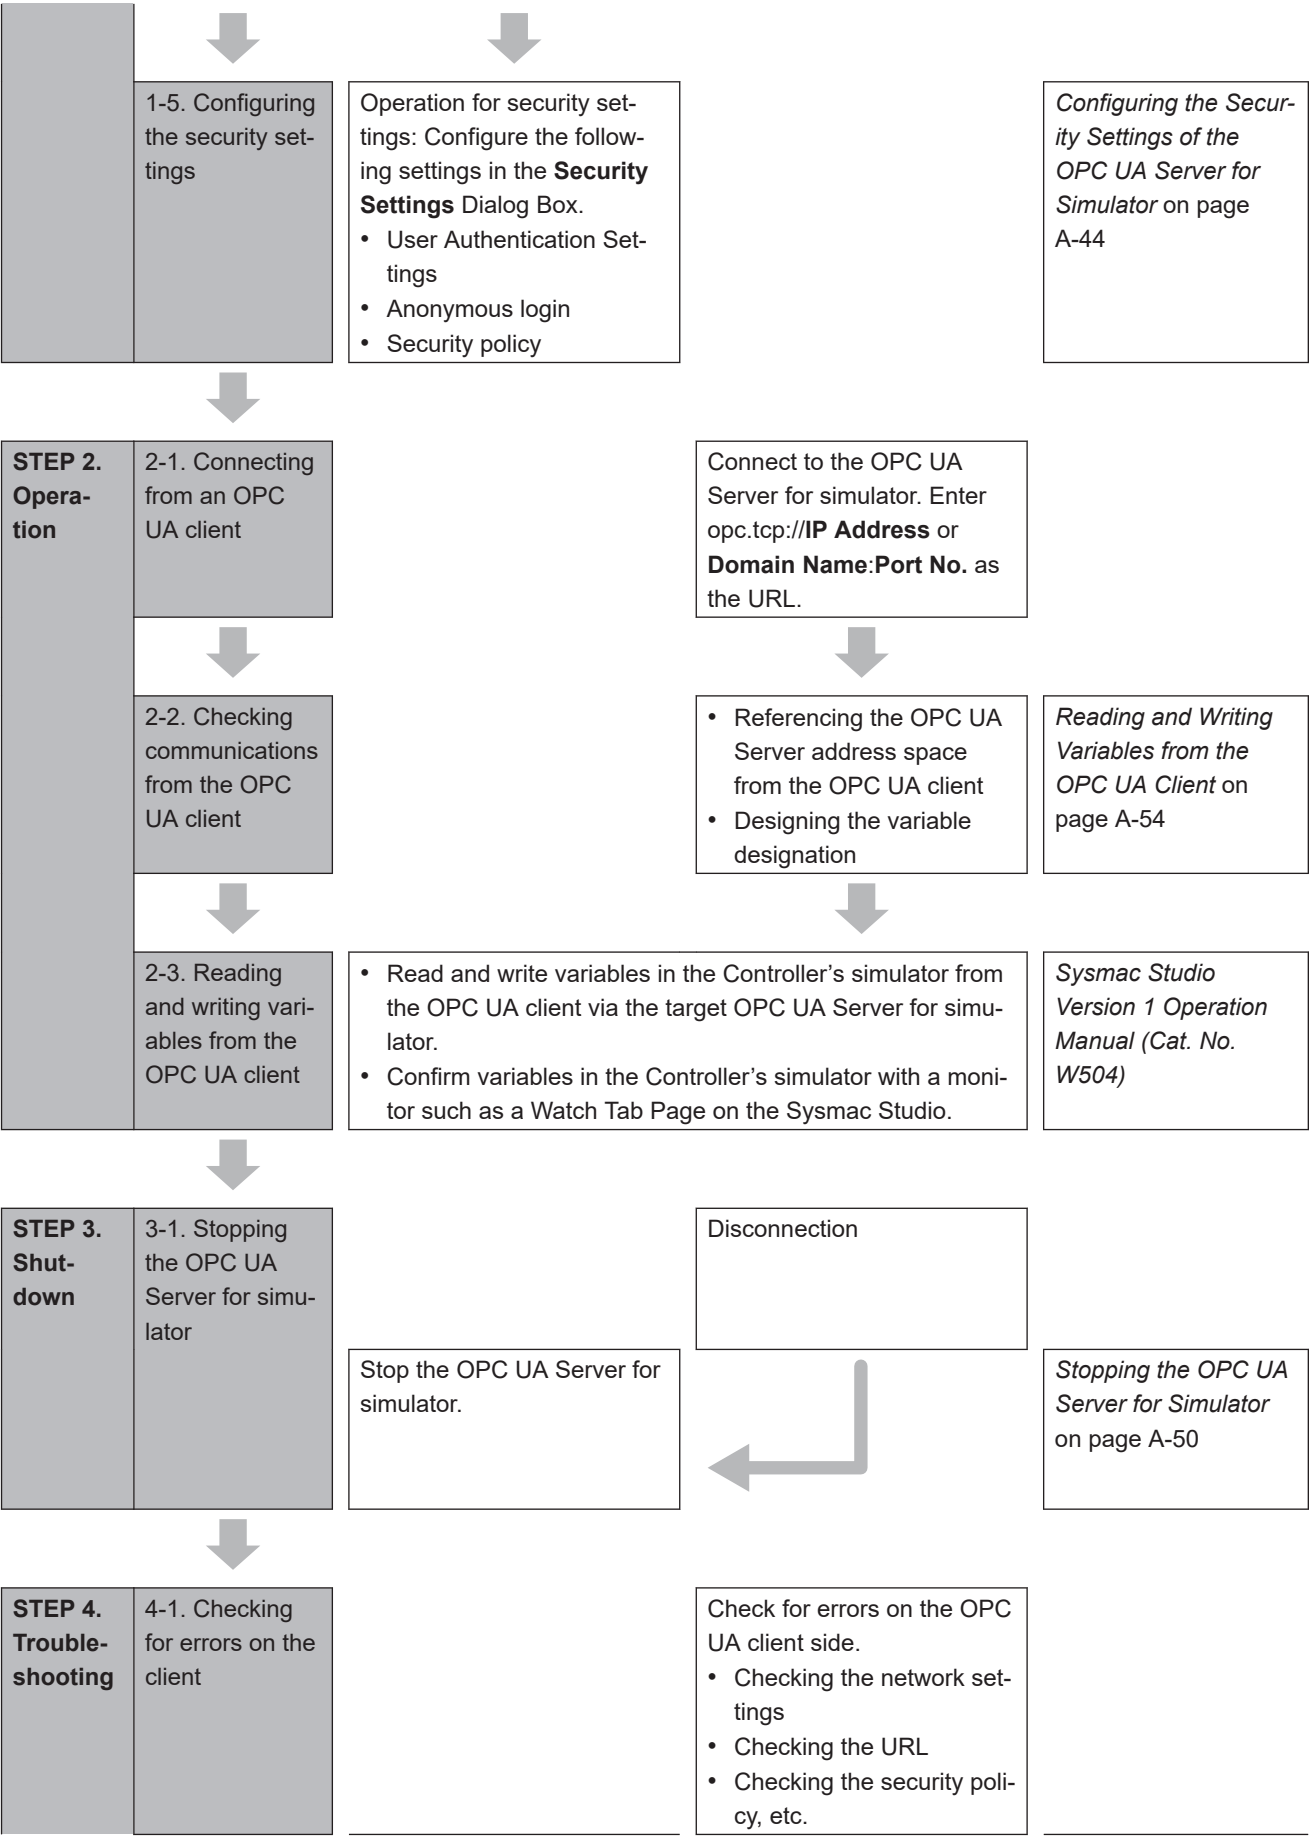 1-5. Configuring
the security set-
tings
Operation for security set-
tings: Configure the follow-
ing settings in the Security
Settings Dialog Box.
• User Authentication Set-
tings
• Anonymous login
• Security policy
Configuring the Secur-
ity Settings of the
OPC UA Server for
Simulator on page
A-44
STEP 2.
Opera-
tion
2-1. Connecting
from an OPC
UA client
Connect to the OPC UA
Server for simulator. Enter
opc.tcp://IP Address or
Domain Name:Port No. as
the URL.
2-2. Checking
communications
from the OPC
UA client
• Referencing the OPC UA
Server address space
from the OPC UA client
• Designing the variable
designation
Reading and Writing
Variables from the
OPC UA Client on
page A-54
2-3. Reading
and writing vari-
ables from the
OPC UA client
• Read and write variables in the Controller's simulator from
the OPC UA client via the target OPC UA Server for simu-
lator.
• Confirm variables in the Controller's simulator with a moni-
tor such as a Watch Tab Page on the Sysmac Studio.
Sysmac Studio
Version 1 Operation
Manual (Cat. No.
W504)
STEP 3.
Shut-
down
3-1. Stopping
the OPC UA
Server for simu-
lator
Disconnection
Stop the OPC UA Server for
simulator.
Stopping the OPC UA
Server for Simulator
on page A-50
STEP 4.
Trouble-
shooting
4-1. Checking
for errors on the
client
Check for errors on the OPC
UA client side.
• Checking the network set-
tings
• Checking the URL
• Checking the security poli-
cy, etc.